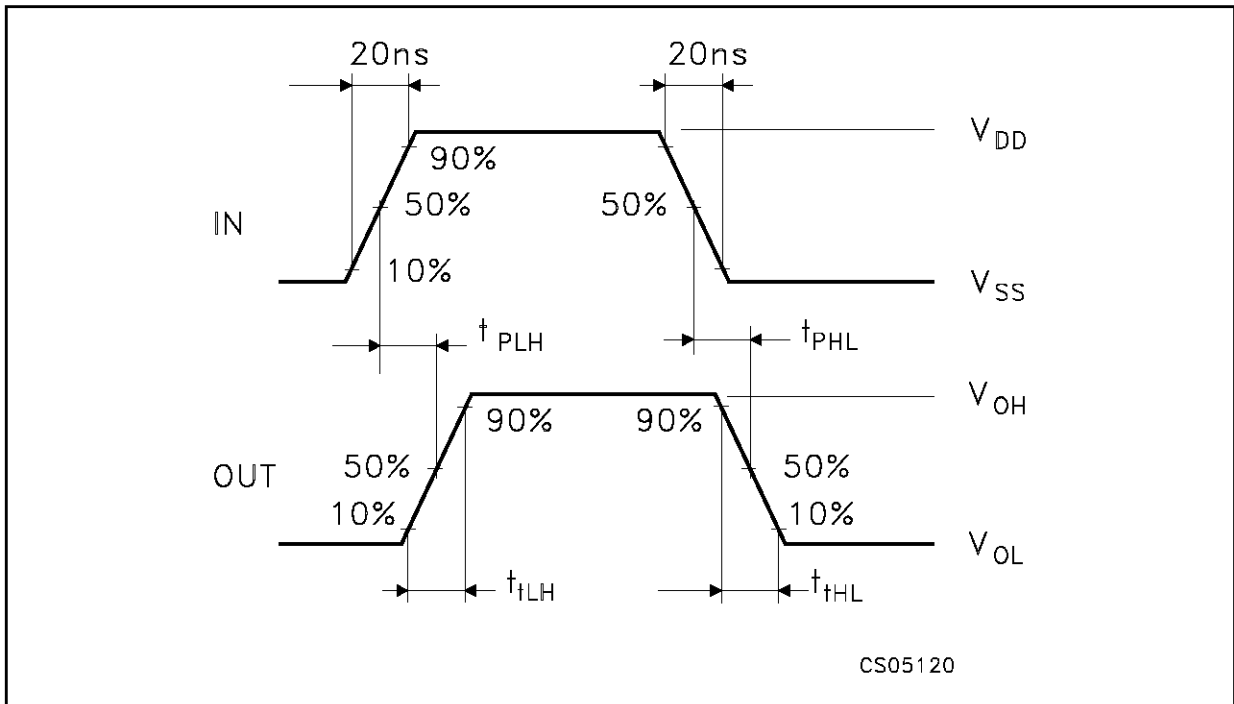 20ns
20ns
V_DD
90%
50%
50%
IN
10%
V_SS
t_PLH
t_PHL
V_OH
90%
90%
50%
50%
OUT
10%
10%
V_OL
t_tLH
t_tHL
CS05120